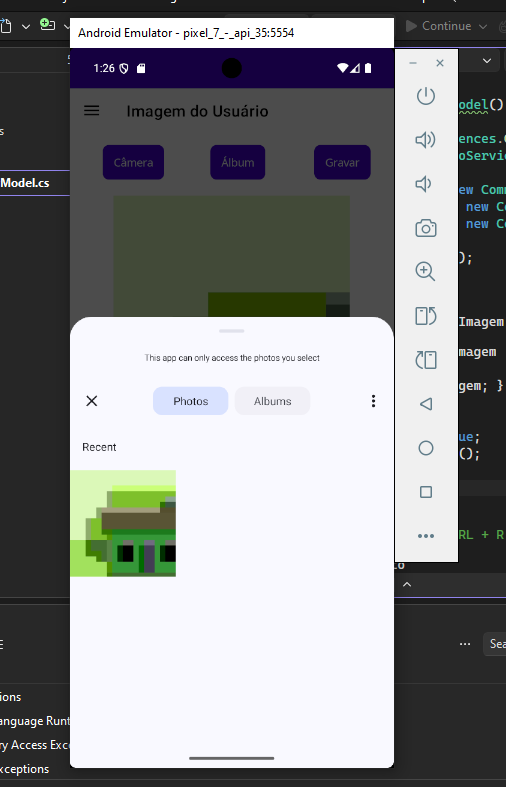 Android Emulator - pixel_7_-_api_35:5554
Continue
1:26
Imagem do Usuário
Câmera
Álbum
Gravar
This app can only access the photos you select
Photos
Albums
Recent
Model.cs
odel()
ences.
oServic
new Comm
new Co
new Co
);
Imagem
magem
gem; }
ue;
();
RL + R
Sea
ions
anguage Runt
ry Access Exce
xceptions